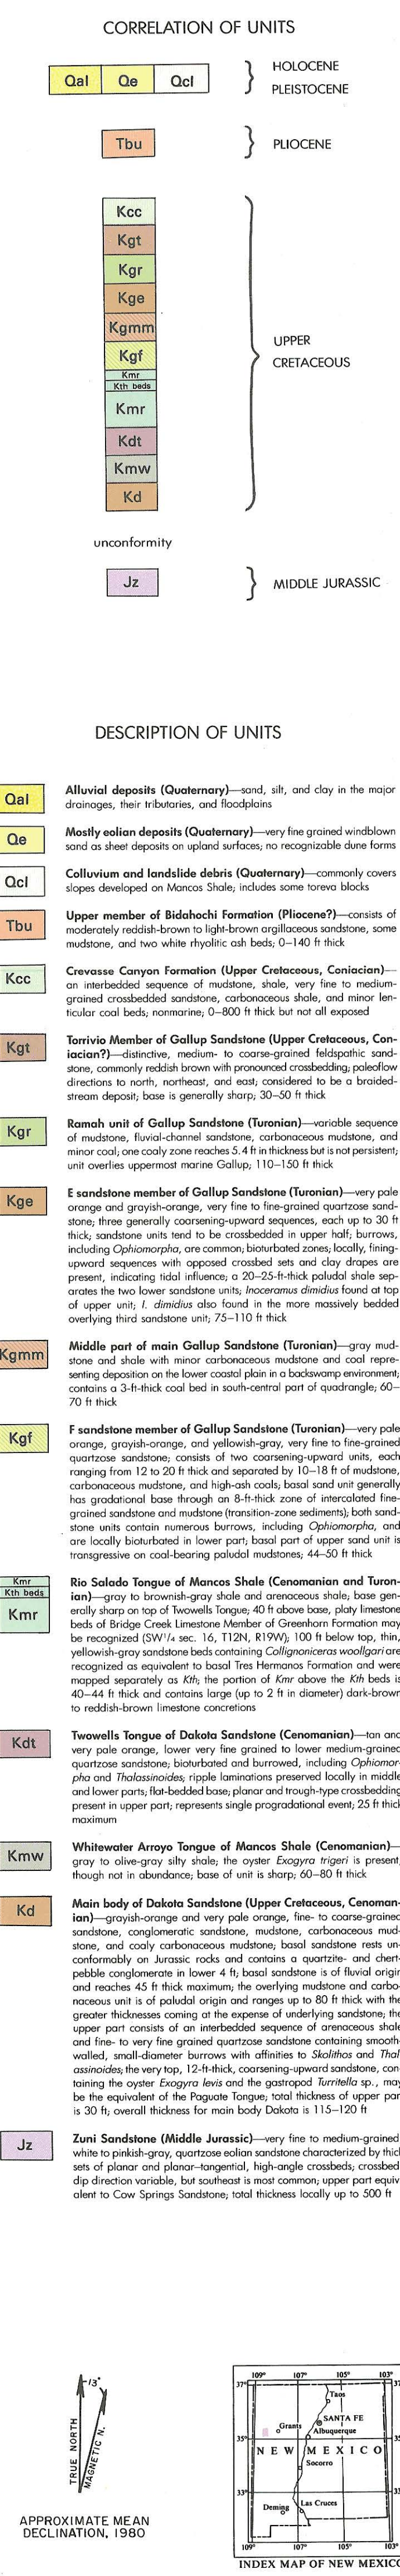 CORRELATION OF UNITS
Qal Qe Qcl
HOLOCENE
PLEISTOCENE
Tbu
PLIOCENE
Kcc
Kgt
Kgr
Kge
Kgmm
Kgf
Kmr
Kth beds
Kmr
Kdt
Kmw
Kd
UPPER
CRETACEOUS
unconformity
Jz
MIDDLE JURASSIC
DESCRIPTION OF UNITS
Qal
Alluvial deposits (Quaternary)—sand, silt, and clay in the major
drainages, their tributaries, and floodplains
Qe
Mostly eolian deposits (Quaternary)—very fine grained windblown
sand as sheet deposits on upland surfaces; no recognizable dune forms
Qcl
Colluvium and landslide debris (Quaternary)—commonly covers
slopes developed on Mancos Shale; includes some toreva blocks
Tbu
Upper member of Bidahochi Formation (Pliocene?)—consists of
moderately reddish-brown to light-brown argillaceous sandstone, some
mudstone, and two white rhyolitic ash beds; 0–140 ft thick
Kcc
Crevasse Canyon Formation (Upper Cretaceous, Coniacian)—
an interbedded sequence of mudstone, shale, very fine to medium-
grained crossbedded sandstone, carbonaceous shale, and minor len-
ticular coal beds; nonmarine; 0–800 ft thick but not all exposed
Kgt
Torrivio Member of Gallup Sandstone (Upper Cretaceous, Con-
iacian?)—distinctive, medium- to coarse-grained feldspathic sand-
stone, commonly reddish brown with pronounced crossbedding; paleoflow
directions to north, northeast, and east; considered to be a braided-
stream deposit; base is generally sharp; 30–50 ft thick
Kgr
Ramah unit of Gallup Sandstone (Turonian)—variable sequence
of mudstone, fluvial-channel sandstone, carbonaceous mudstone, and
minor coal; one coaly zone reaches 5.4 ft in thickness but is not persistent;
unit overlies uppermost marine Gallup; 110–150 ft thick
Kge
E sandstone member of Gallup Sandstone (Turonian)—very pale
orange and grayish-orange, very fine to fine-grained quartzose sand-
stone; three generally coarsening-upward sequences, each up to 30 ft
thick; sandstone units tend to be crossbedded in upper half; burrows,
including Ophiomorpha, are common; bioturbated zones; locally, fining-
upward sequences with opposed crossbed sets and clay drapes are
present, indicating tidal influence; a 20–25-ft-thick paludal shale sep-
arates the two lower sandstone units; Inoceramus dimidius found at top
of upper unit; I. dimidius also found in the more massively bedded
overlying third sandstone unit; 75–110 ft thick
Kgmm
Middle part of main Gallup Sandstone (Turonian)—gray mud-
stone and shale with minor carbonaceous mudstone and coal repre-
senting deposition on the lower coastal plain in a backswamp environment;
contains a 3-ft-thick coal bed in south-central part of quadrangle; 60–
70 ft thick
Kgf
F sandstone member of Gallup Sandstone (Turonian)—very pale
orange, grayish-orange, and yellowish-gray, very fine to fine-grained
quartzose sandstone; consists of two coarsening-upward units, each
ranging from 12 to 20 ft thick and separated by 10–18 ft of mudstone,
carbonaceous mudstone, and high-ash coals; basal sand unit generally
has gradational base through an 8-ft-thick zone of intercalated fine-
grained sandstone and mudstone (transition-zone sediments); both sand-
stone units contain numerous burrows, including Ophiomorpha, and
are locally bioturbated in lower part; basal part of upper sand unit is
transgressive on coal-bearing paludal mudstones; 44–50 ft thick
Kmr
Kth beds
Kmr
Rio Salado Tongue of Mancos Shale (Cenomanian and Turon-
ian)—gray to brownish-gray shale and arenaceous shale; base gen-
erally sharp on top of Twowells Tongue; 40 ft above base, platy limestone
beds of Bridge Creek Limestone Member of Greenhorn Formation may
be recognized (SW¼ sec. 16, T12N, R19W); 100 ft below top, thin,
yellowish-gray sandstone beds containing Collignoniceras woollgari are
recognized as equivalent to basal Tres Hermanos Formation and were
mapped separately as Kth; the portion of Kmr above the Kth beds is
40–44 ft thick and contains large (up to 2 ft in diameter) dark-brown
to reddish-brown limestone concretions
Kdt
Twowells Tongue of Dakota Sandstone (Cenomanian)—tan and
very pale orange, lower very fine grained to lower medium-grained
quartzose sandstone; bioturbated and burrowed, including Ophiomor-
pha and Thalassinoides; ripple laminations preserved locally in middle
and lower parts; flat-bedded base; planar and trough-type crossbedding
present in upper part; represents single progradational event; 25 ft thick
maximum
Kmw
Whitewater Arroyo Tongue of Mancos Shale (Cenomanian)—
gray to olive-gray silty shale; the oyster Exogyra trigeri is present,
though not in abundance; base of unit is sharp; 60–80 ft thick
Kd
Main body of Dakota Sandstone (Upper Cretaceous, Cenoman-
ian)—grayish-orange and very pale orange, fine- to coarse-grained
sandstone, conglomeratic sandstone, mudstone, carbonaceous mud-
stone, and coaly carbonaceous mudstone; basal sandstone rests un-
conformably on Jurassic rocks and contains a quartzite- and chert-
pebble conglomerate in lower 4 ft; basal sandstone is of fluvial origin
and reaches 45 ft thick maximum; the overlying mudstone and carbo-
naceous unit is of paludal origin and ranges up to 80 ft thick with the
greater thicknesses coming at the expense of underlying sandstone; the
upper part consists of an interbedded sequence of arenaceous shale
and fine- to very fine grained quartzose sandstone containing smooth-
walled, small-diameter burrows with affinities to Skolithos and Thal
assinoides; the very top, 12-ft-thick, coarsening-upward sandstone, con-
taining the oyster Exogyra levis and the gastropod Turritella sp., may
be the equivalent of the Paguate Tongue; total thickness of upper par
is 30 ft; overall thickness for main body Dakota is 115–120 ft
Jz
Zuni Sandstone (Middle Jurassic)—very fine to medium-grained
white to pinkish-gray, quartzose eolian sandstone characterized by thic
sets of planar and planar–tangential, high-angle crossbeds; crossbed
dip direction variable, but southeast is most common; upper part equiv
alent to Cow Springs Sandstone; total thickness locally up to 500 ft
13°
TRUE NORTH
MAGNETIC N.
APPROXIMATE MEAN
DECLINATION, 1980
109° 107° 105° 103°
37° 37
Taos
SANTA FE
Grants
Albuquerque
35° 35
NEW MEXICO
Socorro
33° 33
Deming Las Cruces
109° 107° 105° 103°
INDEX MAP OF NEW MEXICO